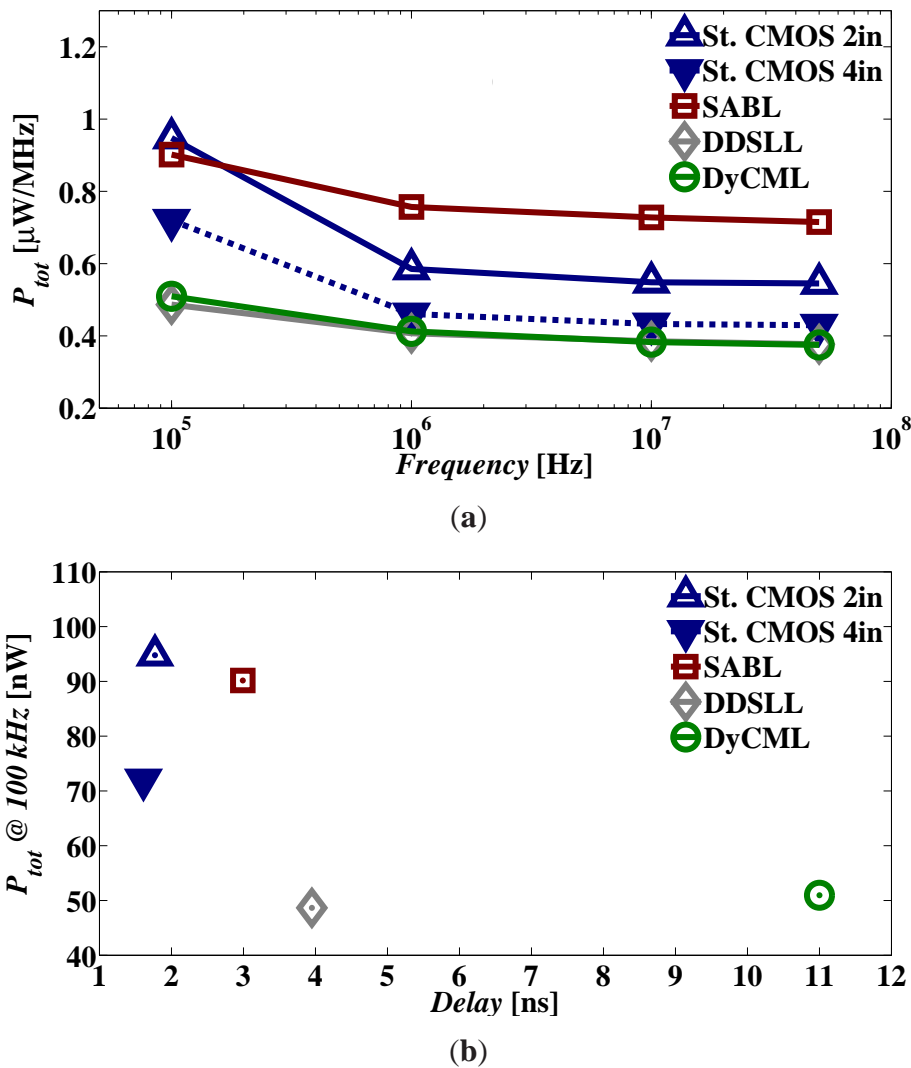 1.2
1
0.8
0.6
0.4
0.2
P_tot [µW/MHz]
St. CMOS 2in
St. CMOS 4in
SABL
DDSLL
DyCML
10^5 10^6 10^7 10^8
Frequency [Hz]
(a)
110
100
90
80
70
60
50
40
P_tot @ 100 kHz [nW]
St. CMOS 2in
St. CMOS 4in
SABL
DDSLL
DyCML
1 2 3 4 5 6 7 8 9 10 11 12
Delay [ns]
(b)